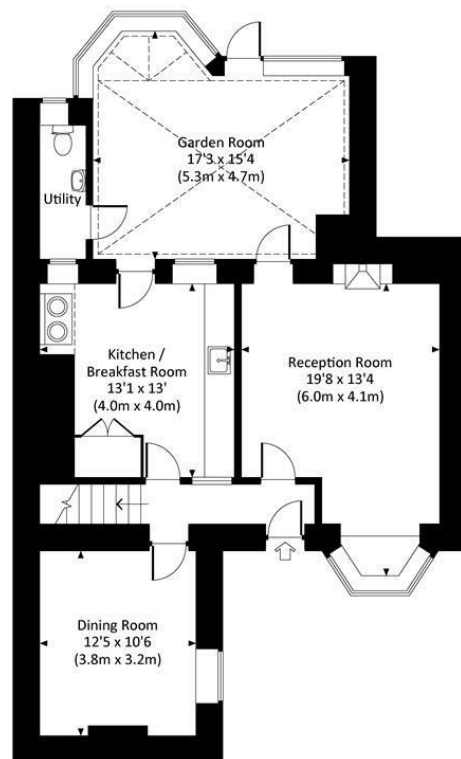 Garden Room
17'3 x 15'4
(5.3m x 4.7m)
Utility
Kitchen /
Breakfast Room
13'1 x 13'
(4.0m x 4.0m)
Reception Room
19'8 x 13'4
(6.0m x 4.1m)
Dining Room
12'5 x 10'6
(3.8m x 3.2m)